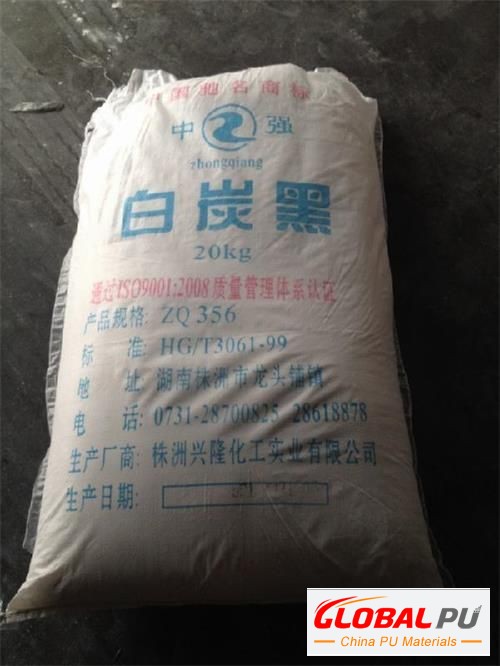 中国驰名商标
中 强
zhongqiang
白炭黑
20kg
通过ISO9001:2008质量管理体系认证
产品规格: ZQ 356
标 准: HG/T3061-99
地 址: 湖南株洲市龙头铺镇
电 话: 0731-28700825 28618878
生产厂商: 株洲兴隆化工实业有限公司
生产日期:
GLOBAL PU
China PU Materials